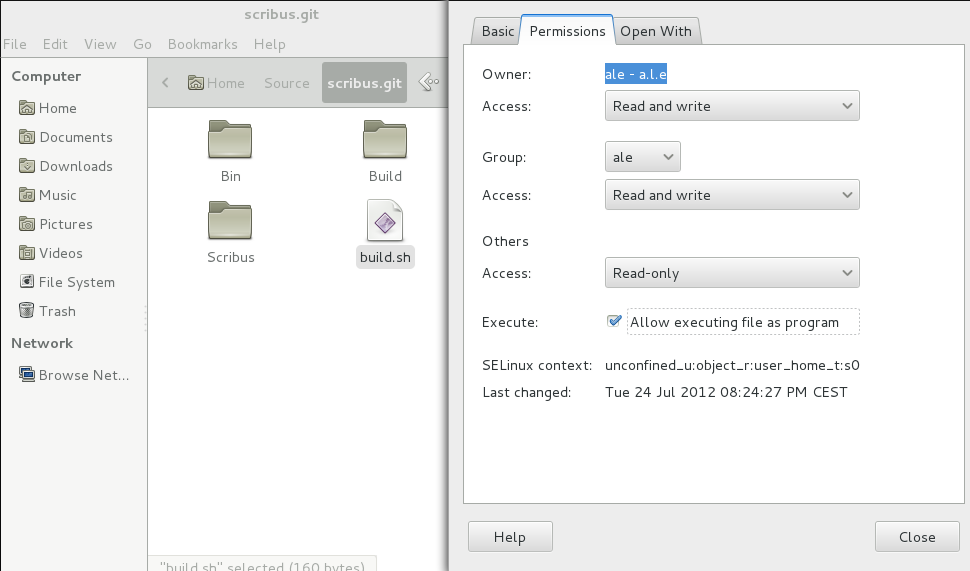 scribus.git
File Edit View Go Bookmarks Help
Computer
Home
Documents
Downloads
Music
Pictures
Videos
File System
Trash
Network
Browse Net...
Home Source scribus.git
Bin Build
Scribus build.sh
"build.sh" selected (160 bytes)
Basic Permissions Open With
Owner: ale - a.l.e
Access: Read and write
Group: ale
Access: Read and write
Others
Access: Read-only
Execute: Allow executing file as program
SELinux context: unconfined_u:object_r:user_home_t:s0
Last changed: Tue 24 Jul 2012 08:24:27 PM CEST
Help Close